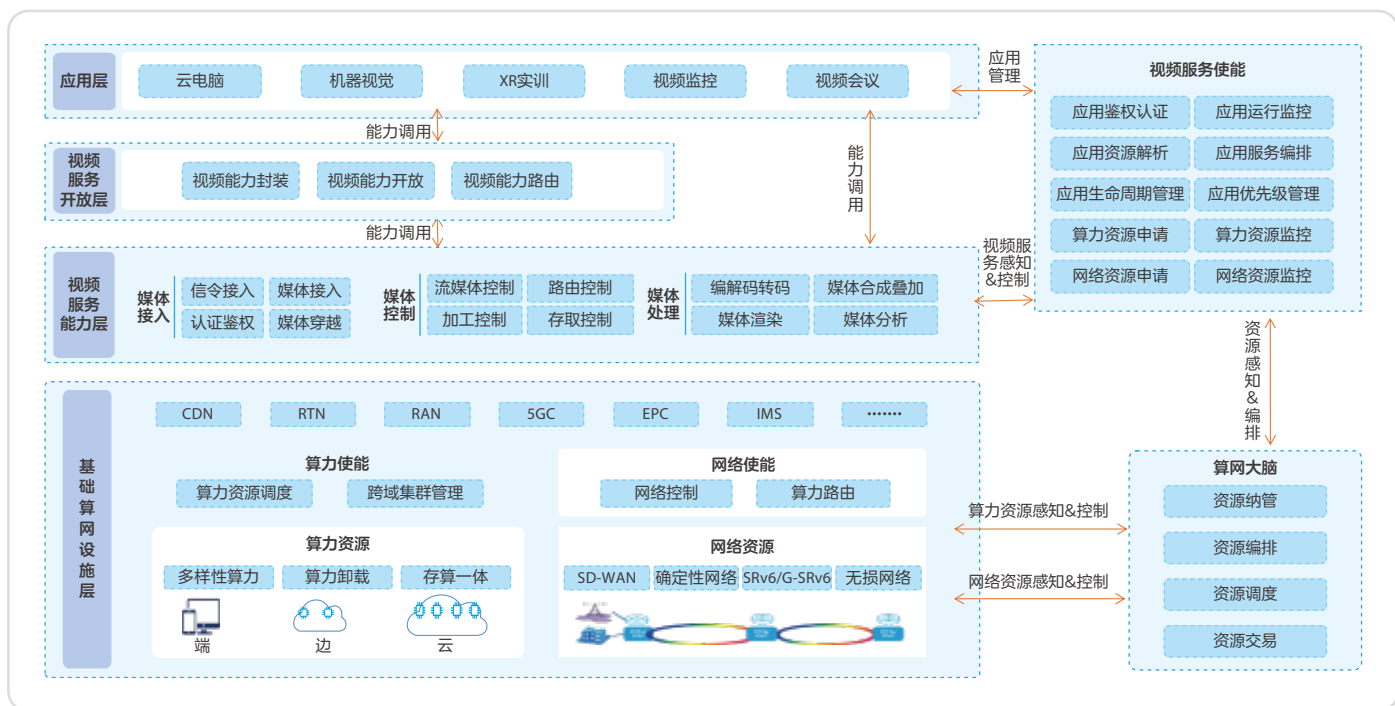 应用层
云电脑
机器视觉
XR实训
视频监控
视频会议
应用
管理
能力调用
能力调用
视频
服务
开放层
视频能力封装
视频能力开放
视频能力路由
能力调用
视频服
务感知
&控制
视频
服务
能力层
媒体
接入
信令接入
媒体接入
认证鉴权
媒体穿越
媒体
控制
流媒体控制
路由控制
加工控制
存取控制
媒体
处理
编解码转码
媒体合成叠加
媒体渲染
媒体分析
视频服务使能
应用鉴权认证
应用运行监控
应用资源解析
应用服务编排
应用生命周期管理
应用优先级管理
算力资源申请
算力资源监控
网络资源申请
网络资源监控
资源感知&编排
基础算网设施层
CDN
RTN
RAN
5GC
EPC
IMS
·······
算力使能
算力资源调度
跨域集群管理
网络使能
网络控制
算力路由
算力资源
多样性算力
算力卸载
存算一体
端
边
云
网络资源
SD-WAN
确定性网络
SRv6/G-SRv6
无损网络
算力资源感知&控制
网络资源感知&控制
算网大脑
资源纳管
资源编排
资源调度
资源交易